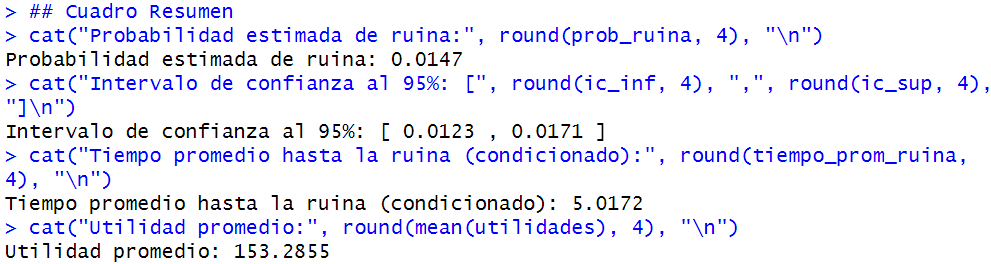 > ## Cuadro Resumen
> cat("Probabilidad estimada de ruina:", round(prob_ruina, 4), "\n")
Probabilidad estimada de ruina: 0.0147
> cat("Intervalo de confianza al 95%: [", round(ic_inf, 4), ",", round(ic_sup, 4),
"]\n")
Intervalo de confianza al 95%: [ 0.0123 , 0.0171 ]
> cat("Tiempo promedio hasta la ruina (condicionado):", round(tiempo_prom_ruina,
4), "\n")
Tiempo promedio hasta la ruina (condicionado): 5.0172
> cat("Utilidad promedio:", round(mean(utilidades), 4), "\n")
Utilidad promedio: 153.2855